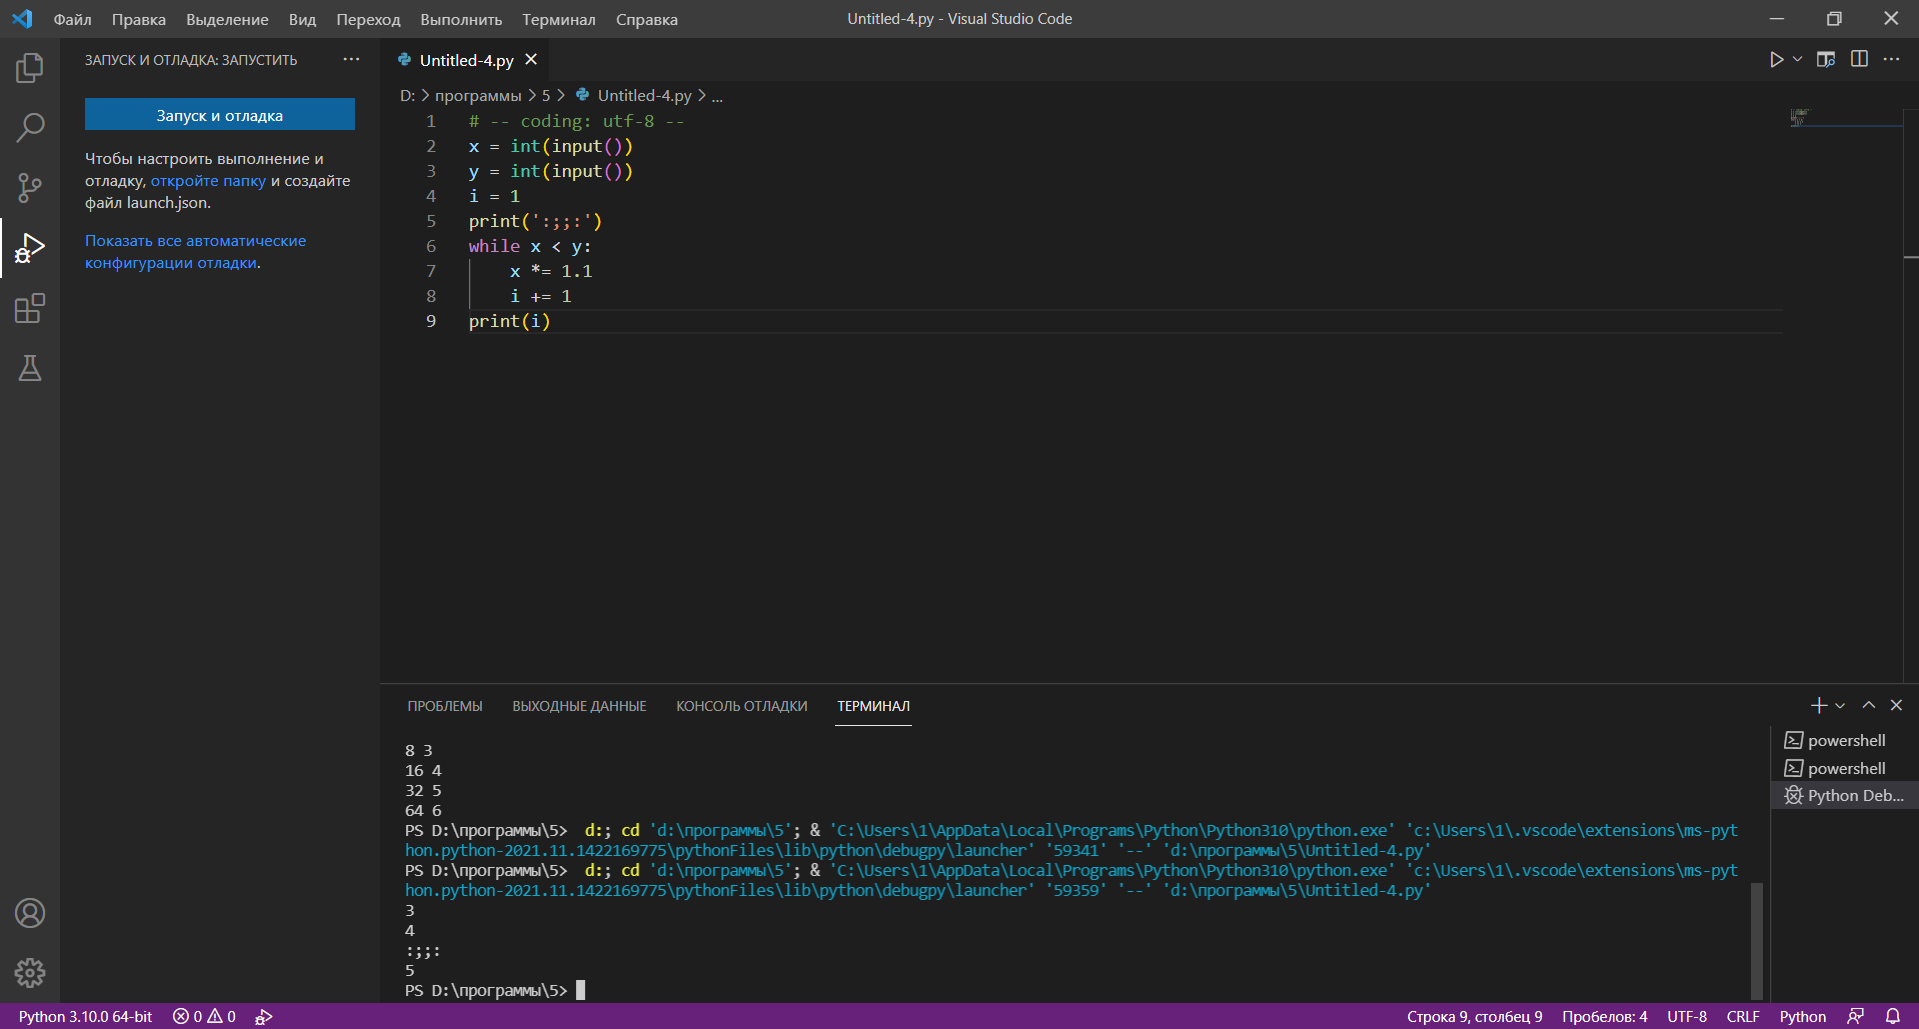 Файл Правка Выделение Вид Переход Выполнить Терминал Справка
Untitled-4.py - Visual Studio Code
ЗАПУСК И ОТЛАДКА: ЗАПУСТИТЬ
Запуск и отладка
Чтобы настроить выполнение и
отладку, откройте папку и создайте
файл launch.json.
Показать все автоматические
конфигурации отладки.
Untitled-4.py
D: > программы > 5 > Untitled-4.py > ...
1 # -- coding: utf-8 --
2 x = int(input())
3 y = int(input())
4 i = 1
5 print(':;;:')
6 while x < y:
7     x *= 1.1
8     i += 1
9 print(i)
ПРОБЛЕМЫ ВЫХОДНЫЕ ДАННЫЕ КОНСОЛЬ ОТЛАДКИ ТЕРМИНАЛ
8 3
16 4
32 5
64 6
PS D:\программы\5>  d:; cd 'd:\программы\5'; & 'C:\Users\1\AppData\Local\Programs\Python\Python310\python.exe' 'c:\Users\1\.vscode\extensions\ms-pyt
hon.python-2021.11.1422169775\pythonFiles\lib\python\debugpy\launcher' '59341' '--' 'd:\программы\5\Untitled-4.py'
PS D:\программы\5>  d:; cd 'd:\программы\5'; & 'C:\Users\1\AppData\Local\Programs\Python\Python310\python.exe' 'c:\Users\1\.vscode\extensions\ms-pyt
hon.python-2021.11.1422169775\pythonFiles\lib\python\debugpy\launcher' '59359' '--' 'd:\программы\5\Untitled-4.py'
3
4
:;;:
5
PS D:\программы\5>
powershell
powershell
Python Deb...
Python 3.10.0 64-bit 0 0
Строка 9, столбец 9 Пробелов: 4 UTF-8 CRLF Python